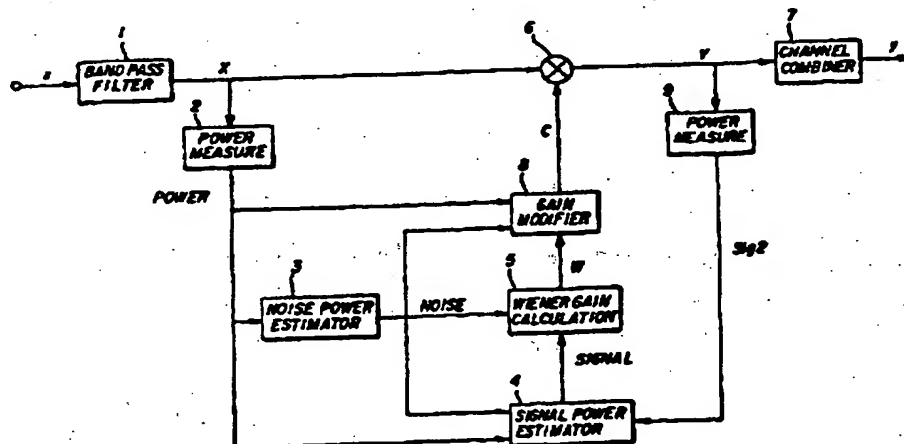 1
BAND PASS
FILTER
x
X
2
POWER
MEASURE
POWER
3
NOISE POWER
ESTIMATOR
NOISE
6
C
8
GAIN
MODIFIER
W
5
WIENER GAIN
CALCULATION
SIGNAL
4
SIGNAL POWER
ESTIMATOR
Y
7
CHANNEL
COMBINER
y
9
POWER
MEASURE
Sig2